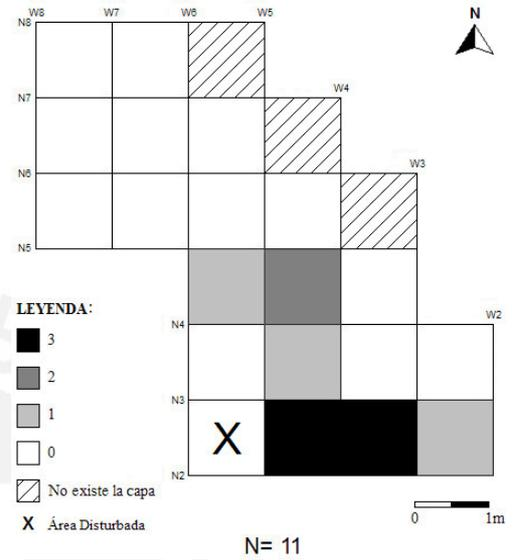 W8 W7 W6 W5
N
N8
W4
N7
W3
N6
N5
LEYENDA:
W2
N4
3
2
N3
1
X
0
N2
No existe la capa
X Área Disturbada
0 1m
N= 11